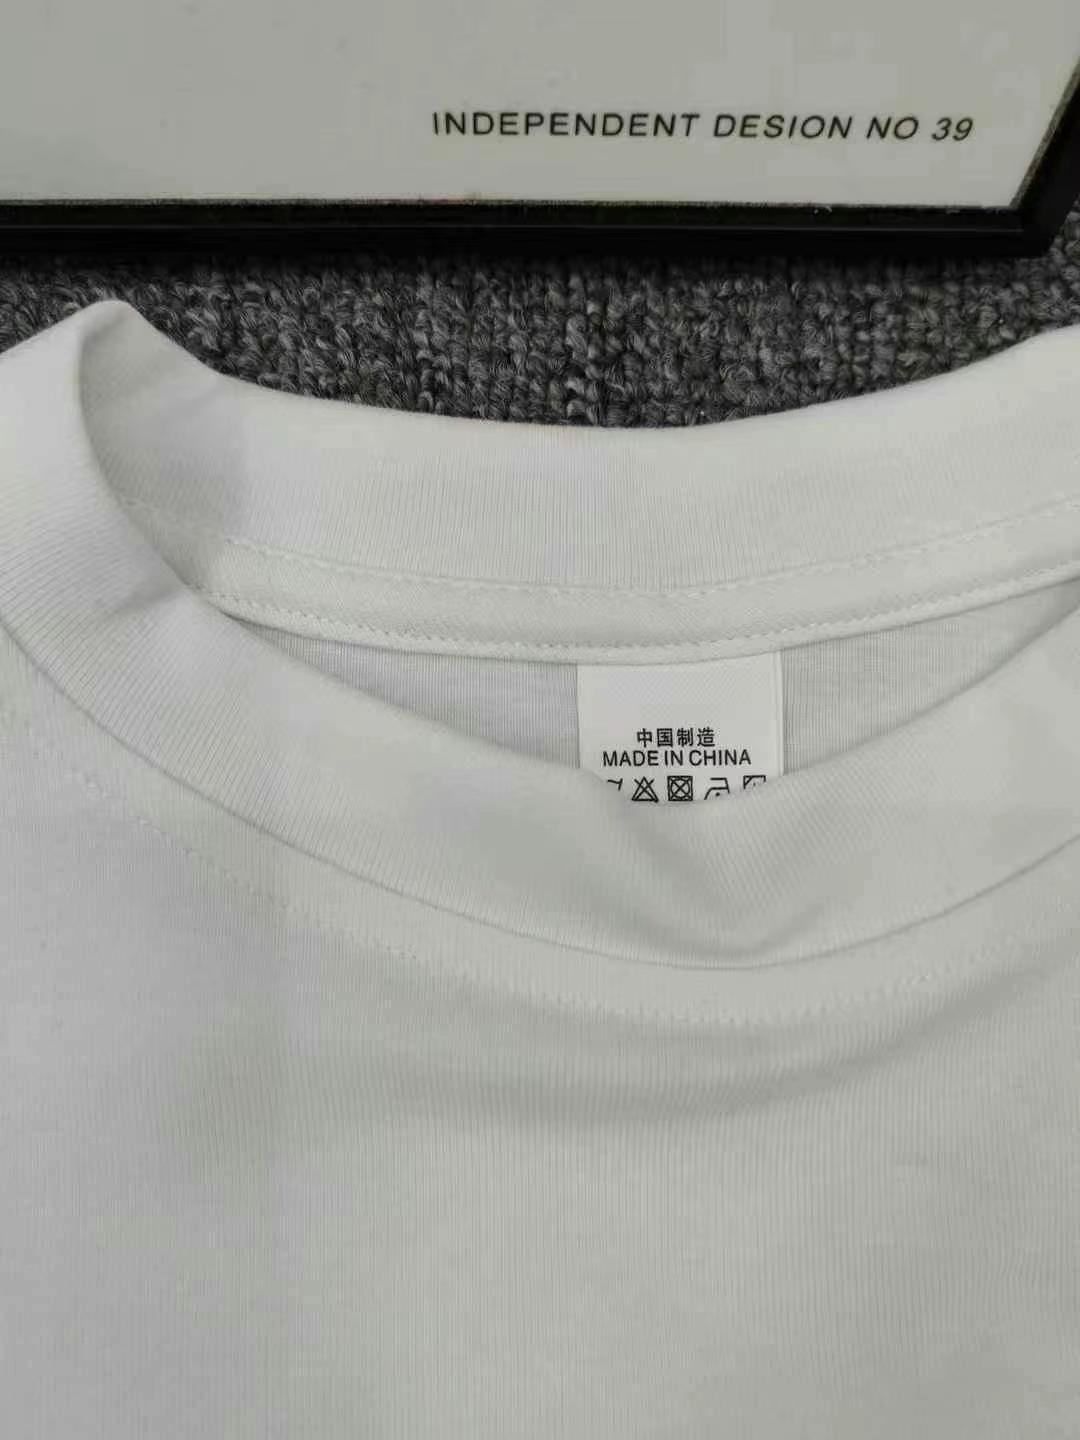 INDEPENDENT DESION NO 39
中国制造
MADE IN CHINA